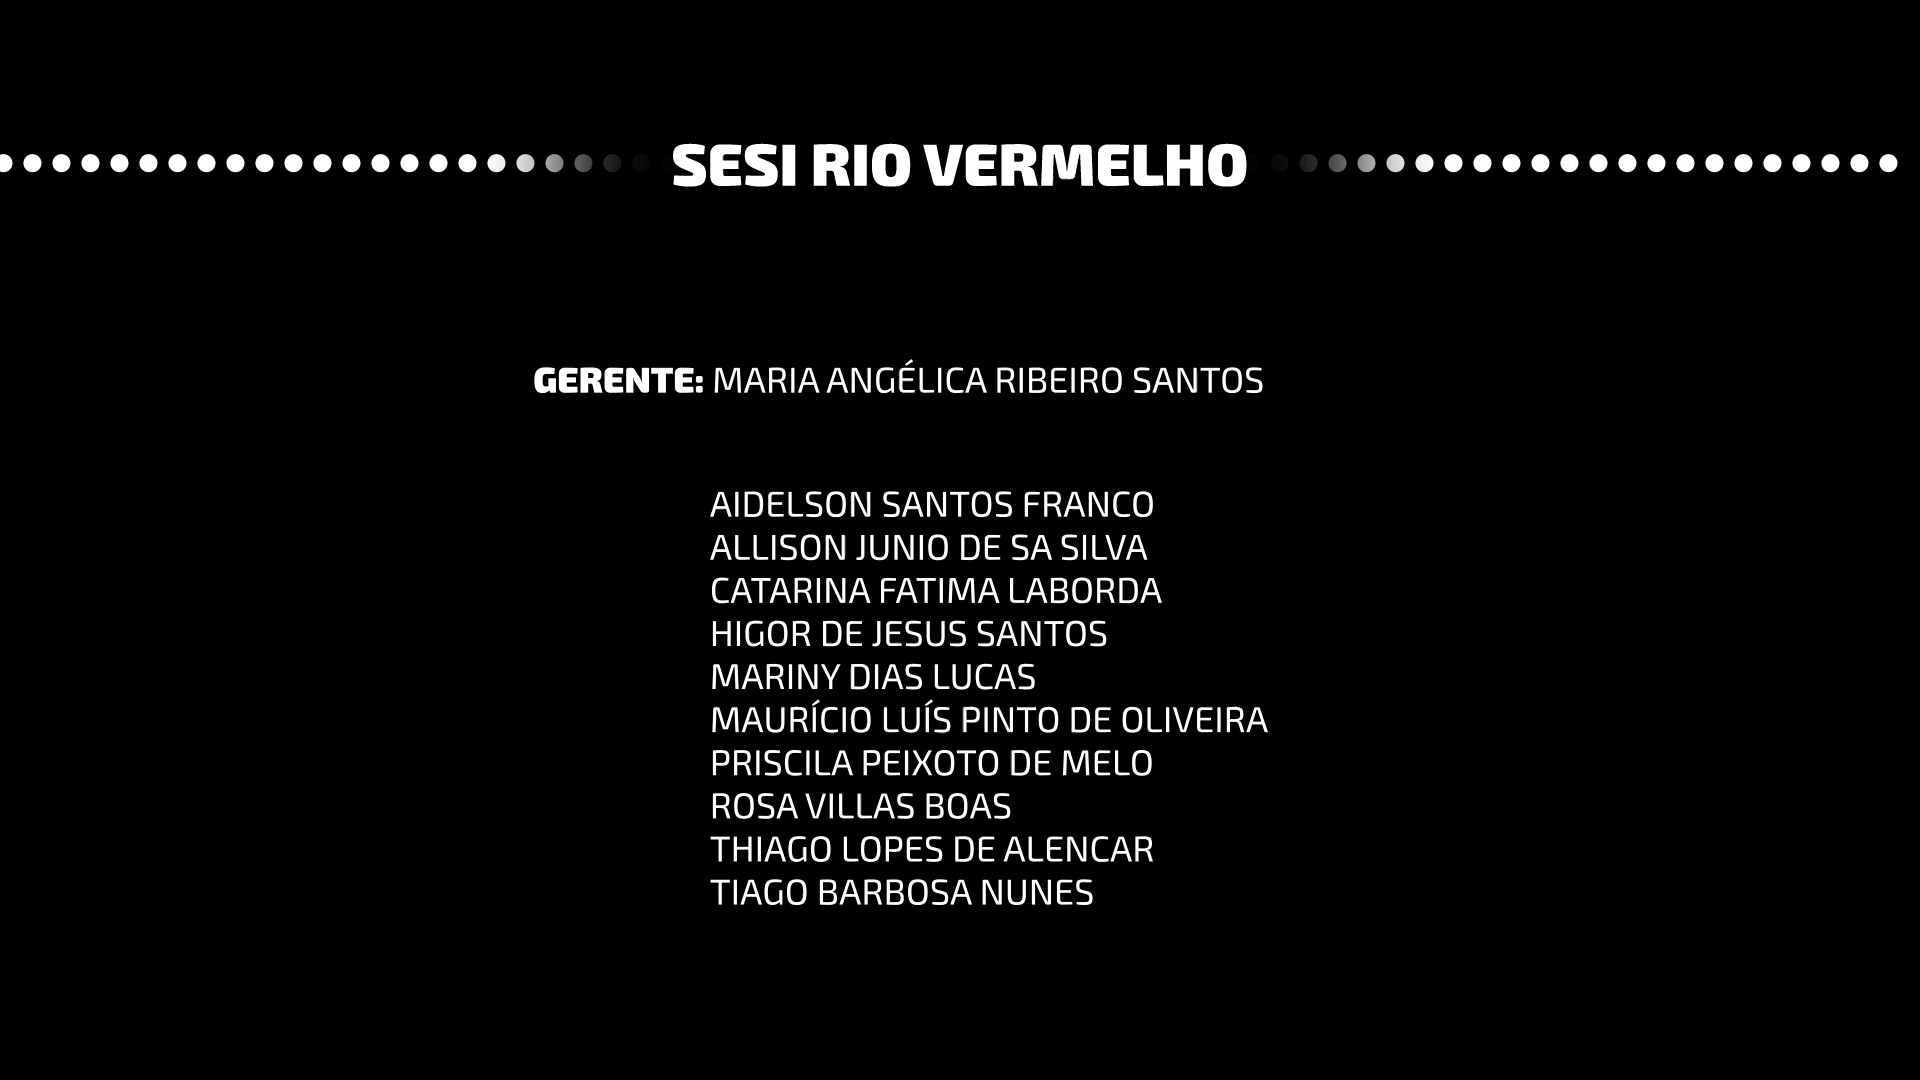 SESI RIO VERMELHO
GERENTE: MARIA ANGÉLICA RIBEIRO SANTOS
AIDELSON SANTOS FRANCO
ALLISON JUNIO DE SA SILVA
CATARINA FATIMA LABORDA
HIGOR DE JESUS SANTOS
MARINY DIAS LUCAS
MAURÍCIO LUÍS PINTO DE OLIVEIRA
PRISCILA PEIXOTO DE MELO
ROSA VILLAS BOAS
THIAGO LOPES DE ALENCAR
TIAGO BARBOSA NUNES